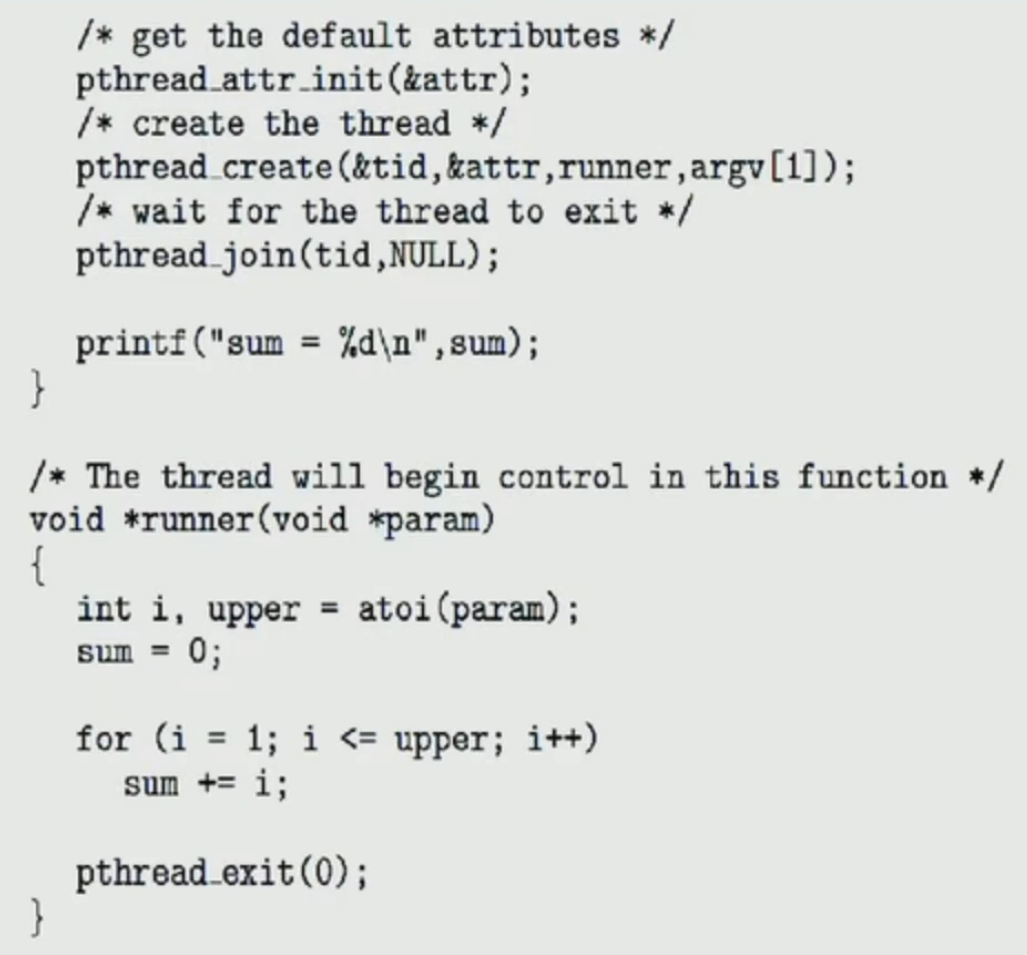 /* get the default attributes */
pthread_attr_init(&attr);
/* create the thread */
pthread_create(&tid,&attr,runner,argv[1]);
/* wait for the thread to exit */
pthread_join(tid,NULL);
printf("sum = %d\n",sum);
}
/* The thread will begin control in this function */
void *runner(void *param)
{
int i, upper = atoi(param);
sum = 0;
for (i = 1; i <= upper; i++)
sum += i;
pthread_exit(0);
}